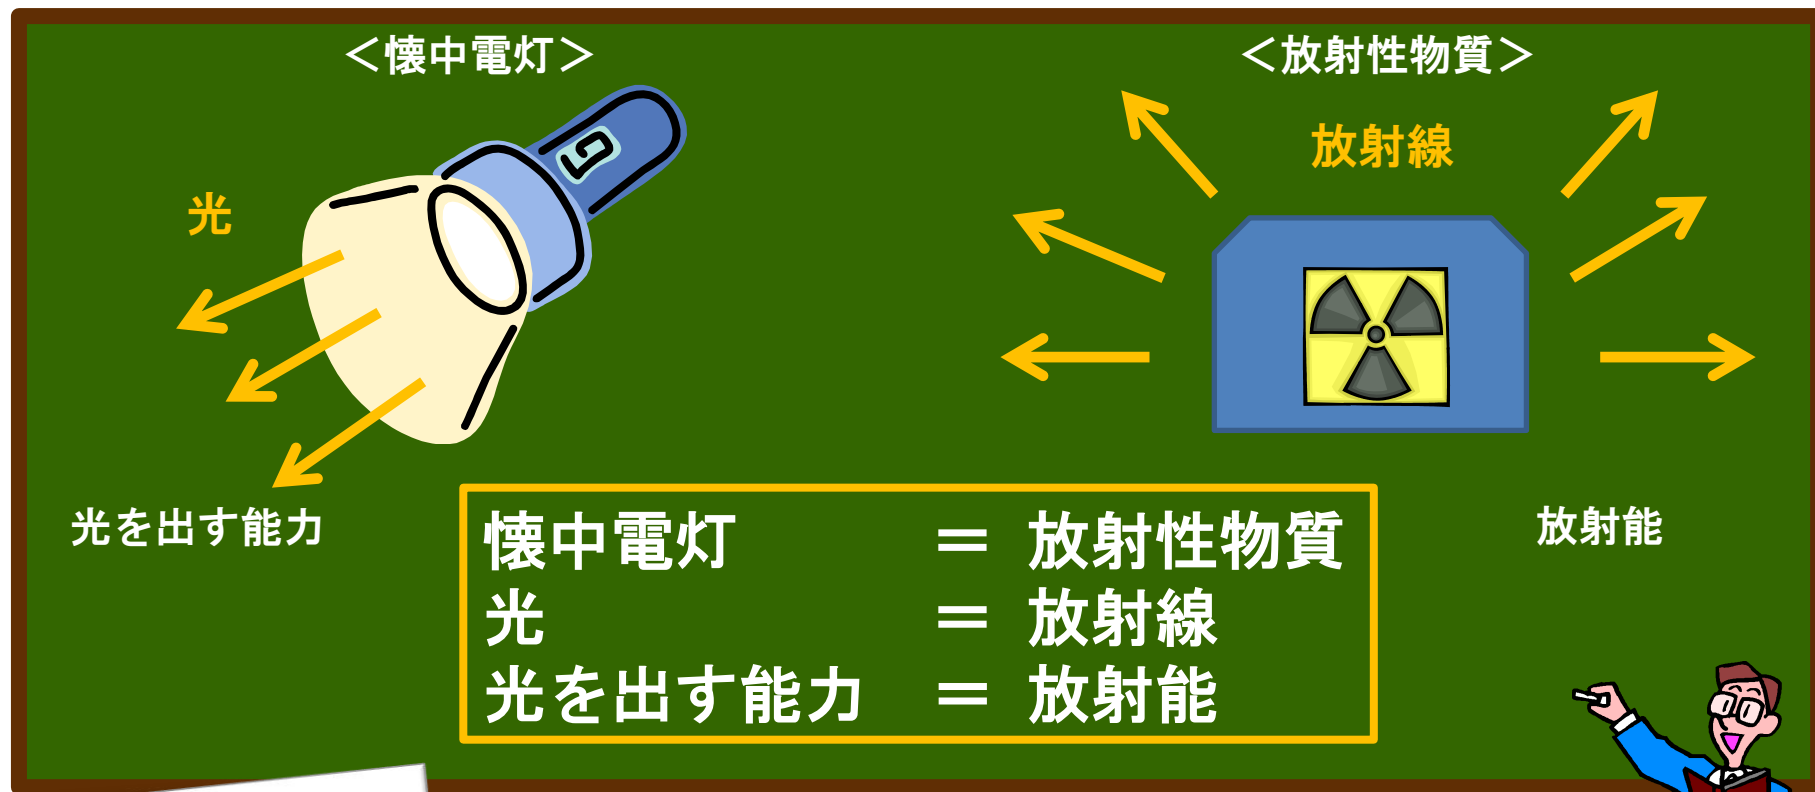 ＜懐中電灯＞
光
光を出す能力
＜放射性物質＞
放射線
放射能
懐中電灯 ＝ 放射性物質
光 ＝ 放射線
光を出す能力 ＝ 放射能